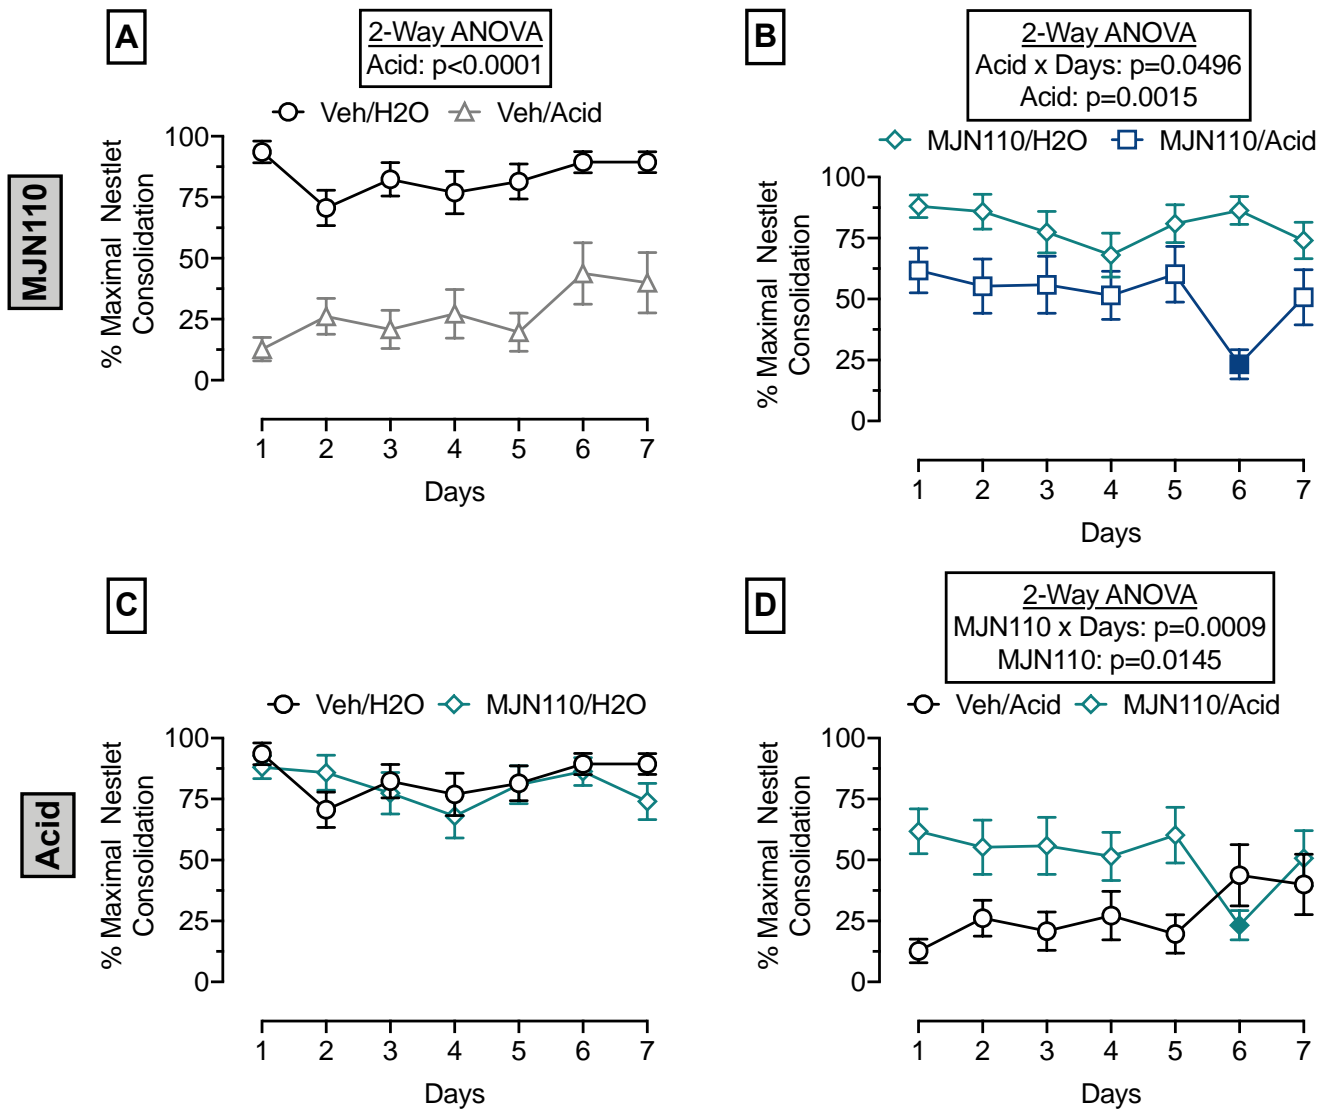 A
2-Way ANOVA
Acid: p<0.0001
Veh/H2O
Veh/Acid
% Maximal Nestlet
Consolidation
100
75
50
25
0
1 2 3 4 5 6 7
Days
MJN110
B
2-Way ANOVA
Acid x Days: p=0.0496
Acid: p=0.0015
MJN110/H2O
MJN110/Acid
% Maximal Nestlet
Consolidation
100
75
50
25
0
1 2 3 4 5 6 7
Days
C
Veh/H2O
MJN110/H2O
% Maximal Nestlet
Consolidation
100
75
50
25
0
1 2 3 4 5 6 7
Days
Acid
D
2-Way ANOVA
MJN110 x Days: p=0.0009
MJN110: p=0.0145
Veh/Acid
MJN110/Acid
% Maximal Nestlet
Consolidation
100
75
50
25
0
1 2 3 4 5 6 7
Days